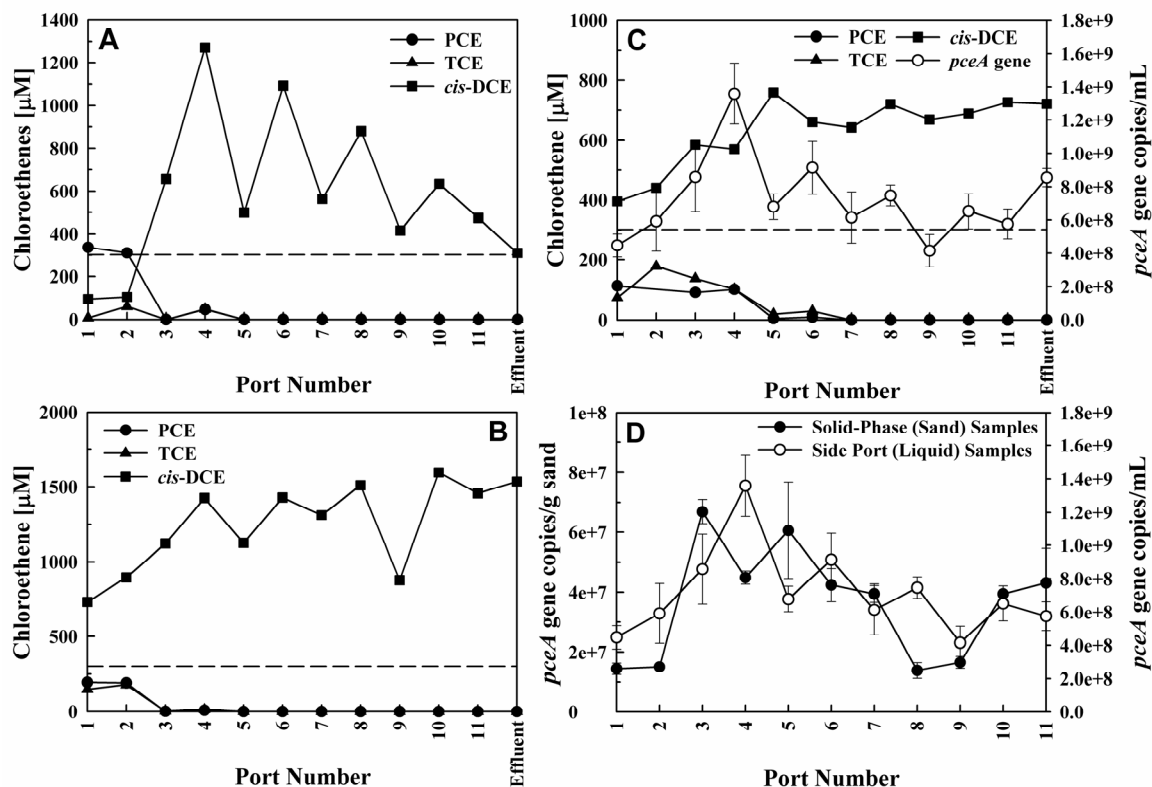 A
PCE
TCE
cis-DCE
Chloroethenes [µM]
1400
1200
1000
800
600
400
200
0
1 2 3 4 5 6 7 8 9 10 11 Effluent
Port Number
C
PCE cis-DCE
TCE pceA gene
Chloroethene [µM]
1000
800
600
400
200
0
1.8e+9
1.6e+9
1.4e+9
1.2e+9
1.0e+9
8.0e+8
6.0e+8
4.0e+8
2.0e+8
0.0
pceA gene copies/mL
1 2 3 4 5 6 7 8 9 10 11 Effluent
Port Number
B
PCE
TCE
cis-DCE
Chloroethene [µM]
2000
1500
1000
500
0
1 2 3 4 5 6 7 8 9 10 11 Effluent
Port Number
D
Solid-Phase (Sand) Samples
Side Port (Liquid) Samples
pceA gene copies/g sand
1e+8
8e+7
6e+7
4e+7
2e+7
0
1.8e+9
1.6e+9
1.4e+9
1.2e+9
1.0e+9
8.0e+8
6.0e+8
4.0e+8
2.0e+8
0.0
pceA gene copies/mL
1 2 3 4 5 6 7 8 9 10 11
Port Number